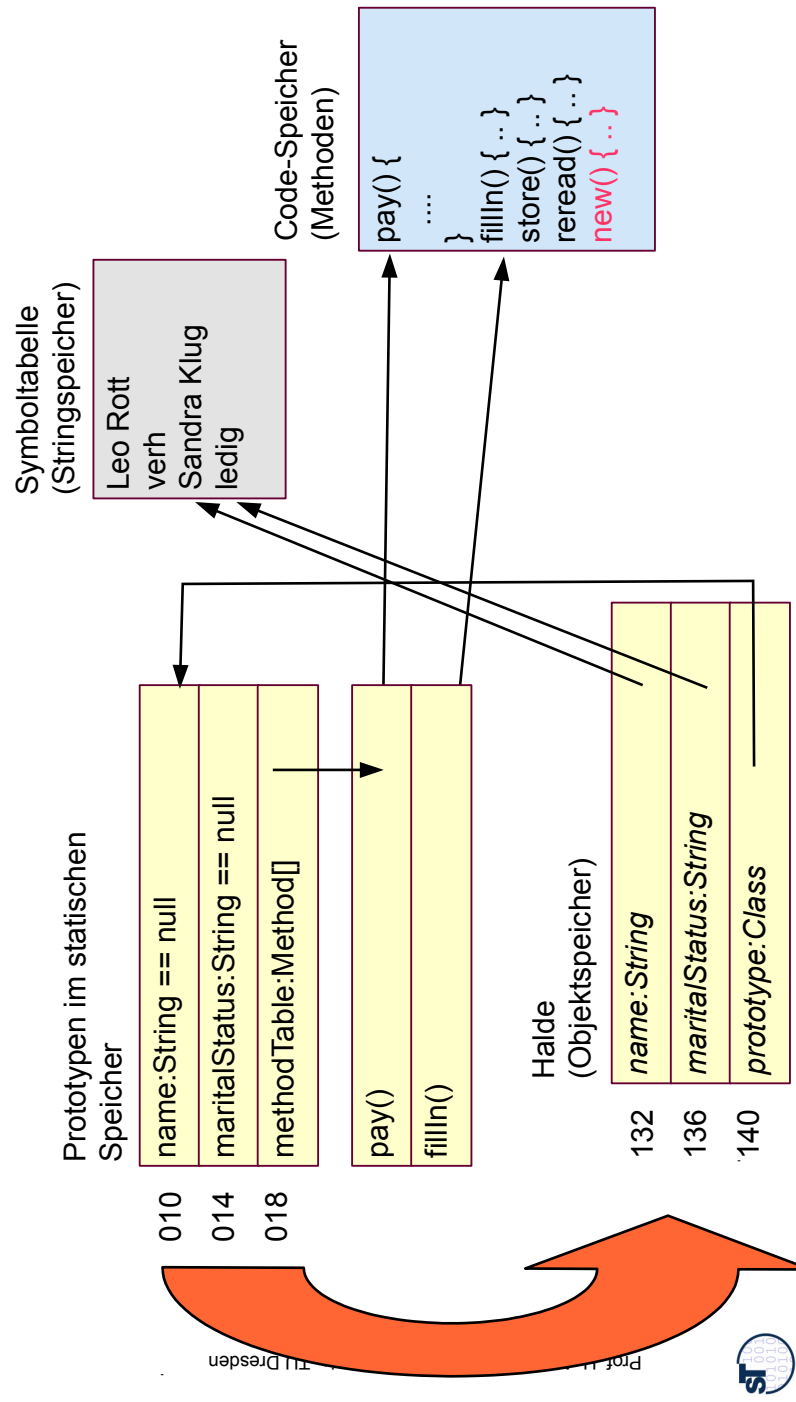 Prototypen im statischen
Speicher
010
name:String == null
014
maritalStatus:String == null
018
methodTable:Method[]
pay()
fillIn()
Halde
(Objektspeicher)
132
name:String
136
maritalStatus:String
140
prototype:Class
Symboltabelle
(Stringspeicher)
Leo Rott
verh
Sandra Klug
ledig
Code-Speicher
(Methoden)
pay() {
....
}
fillIn() { .. }
store() { .. }
reread() { .. }
new() { .. }
Prof. U.
TU Dresden
ST